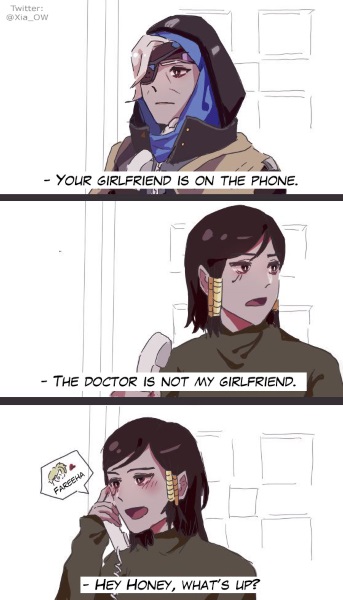 Twitter:
@Xia_OW
- YOUR GIRLFRIEND IS ON THE PHONE.
- THE DOCTOR IS NOT MY GIRLFRIEND.
FAREEHA
- HEY HONEY, WHAT'S UP?